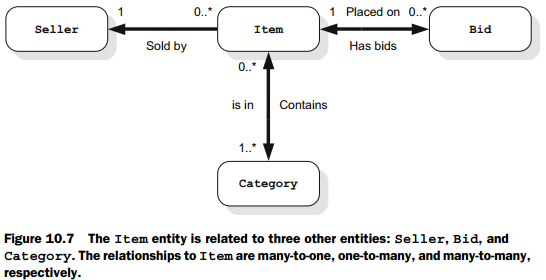 1 0..* 1 Placed on 0..*
Seller Item Bid
Sold by Has bids
0..*
is in Contains
1..*
Category
Figure 10.7 The Item entity is related to three other entities: Seller, Bid, and
Category. The relationships to Item are many-to-one, one-to-many, and many-to-many,
respectively.